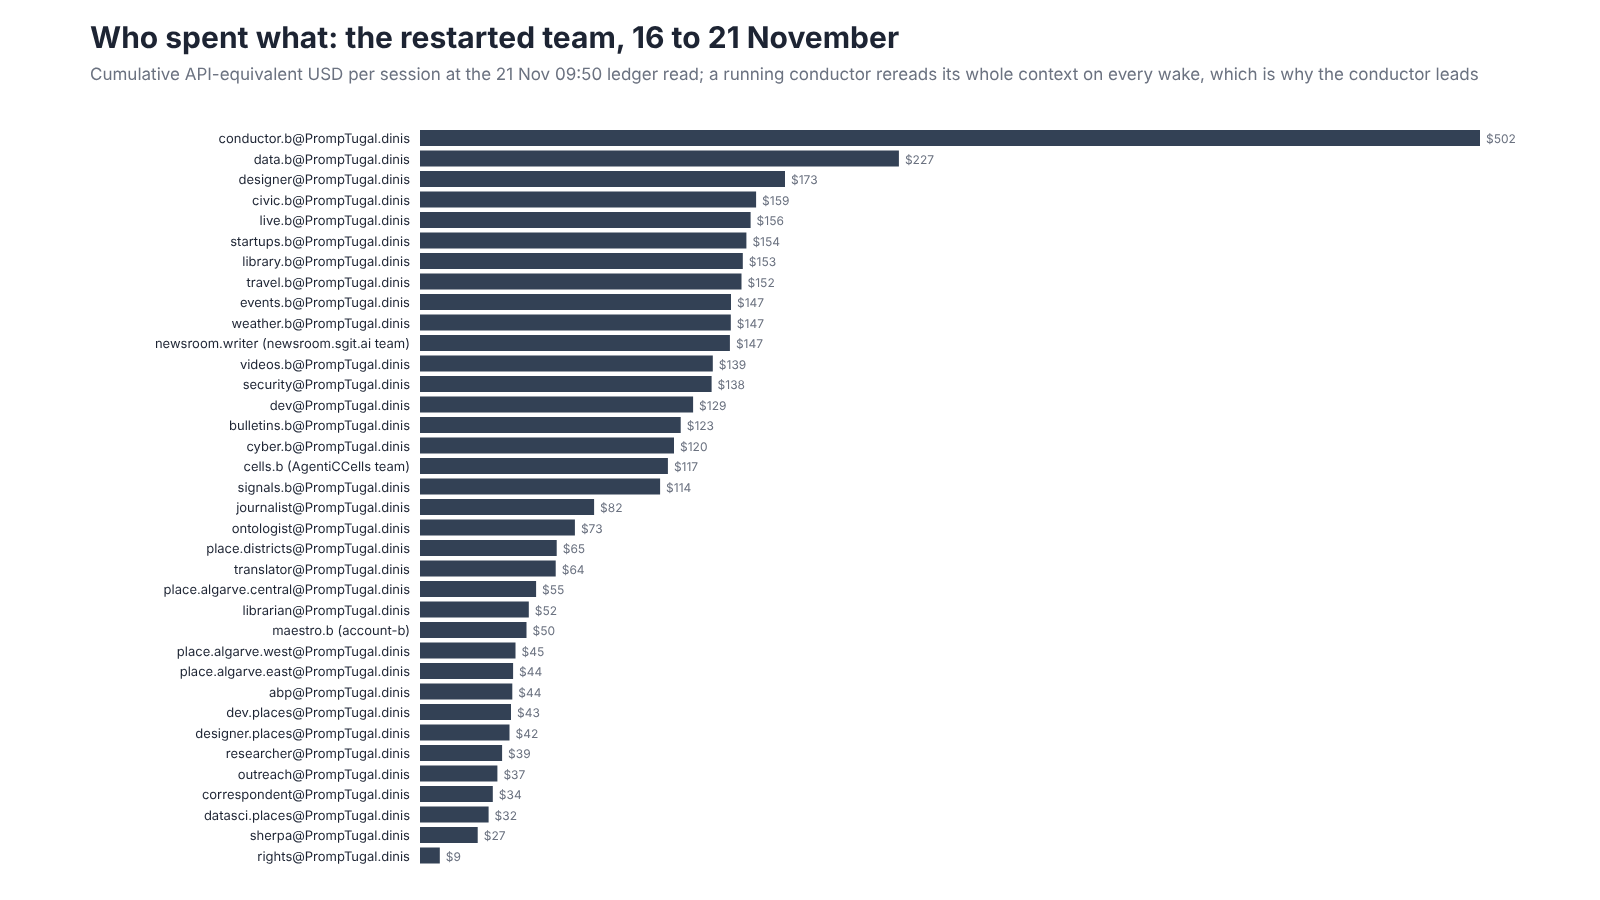 Who spent what: the restarted team, 16 to 21 November
Cumulative API-equivalent USD per session at the 21 Nov 09:50 ledger read; a running conductor rereads its whole context on every wake, which is why the conductor leads
conductor.b@PrompTugal.dinis $502
data.b@PrompTugal.dinis $227
designer@PrompTugal.dinis $173
civic.b@PrompTugal.dinis $159
live.b@PrompTugal.dinis $156
startups.b@PrompTugal.dinis $154
library.b@PrompTugal.dinis $153
travel.b@PrompTugal.dinis $152
events.b@PrompTugal.dinis $147
weather.b@PrompTugal.dinis $147
newsroom.writer (newsroom.sgit.ai team) $147
videos.b@PrompTugal.dinis $139
security@PrompTugal.dinis $138
dev@PrompTugal.dinis $129
bulletins.b@PrompTugal.dinis $123
cyber.b@PrompTugal.dinis $120
cells.b (AgentiCCells team) $117
signals.b@PrompTugal.dinis $114
journalist@PrompTugal.dinis $82
ontologist@PrompTugal.dinis $73
place.districts@PrompTugal.dinis $65
translator@PrompTugal.dinis $64
place.algarve.central@PrompTugal.dinis $55
librarian@PrompTugal.dinis $52
maestro.b (account-b) $50
place.algarve.west@PrompTugal.dinis $45
place.algarve.east@PrompTugal.dinis $44
abp@PrompTugal.dinis $44
dev.places@PrompTugal.dinis $43
designer.places@PrompTugal.dinis $42
researcher@PrompTugal.dinis $39
outreach@PrompTugal.dinis $37
correspondent@PrompTugal.dinis $34
datasci.places@PrompTugal.dinis $32
sherpa@PrompTugal.dinis $27
rights@PrompTugal.dinis $9